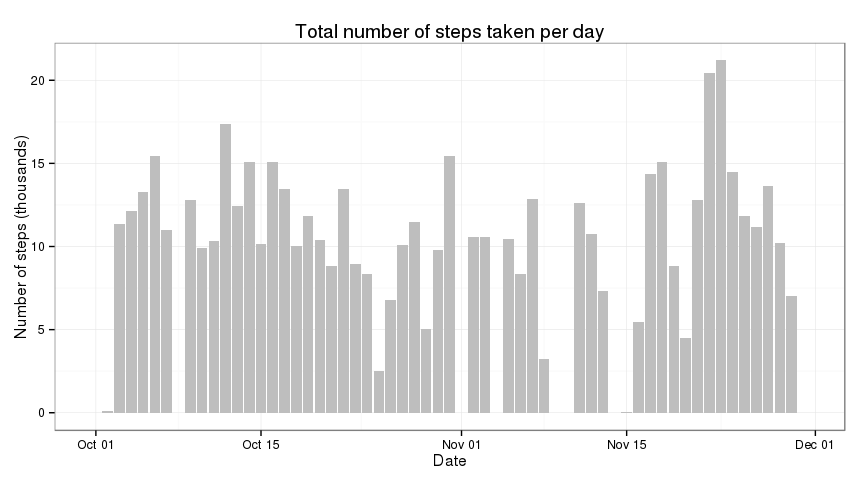 Total number of steps taken per day
Number of steps (thousands)
20
15
10
5
0
Oct 01
Oct 15
Nov 01
Nov 15
Dec 01
Date